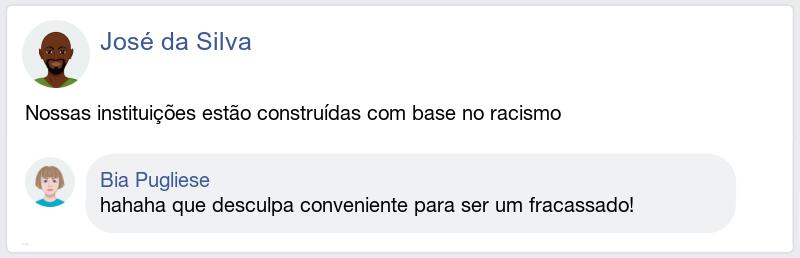 José da Silva
Nossas instituições estão construídas com base no racismo
Bia Pugliese
hahaha que desculpa conveniente para ser um fracassado!